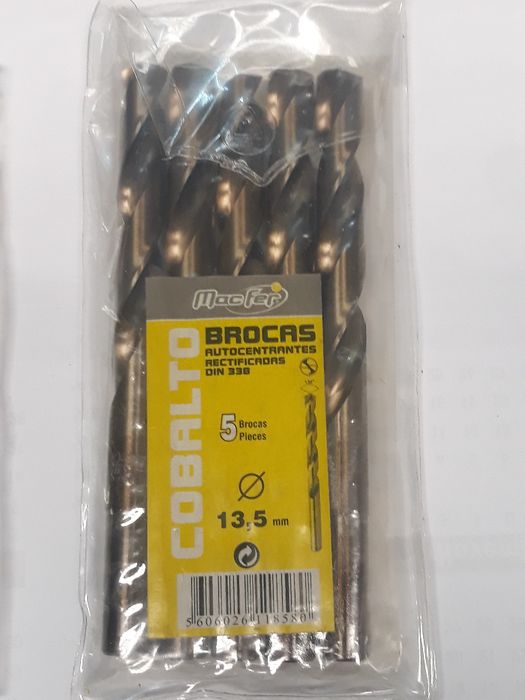 MacFer
COBALTO
BROCAS
AUTOCENTRANTES
RECTIFICADAS
DIN 338
5 Brocas
Pieces
13,5 mm
5 606026 118580